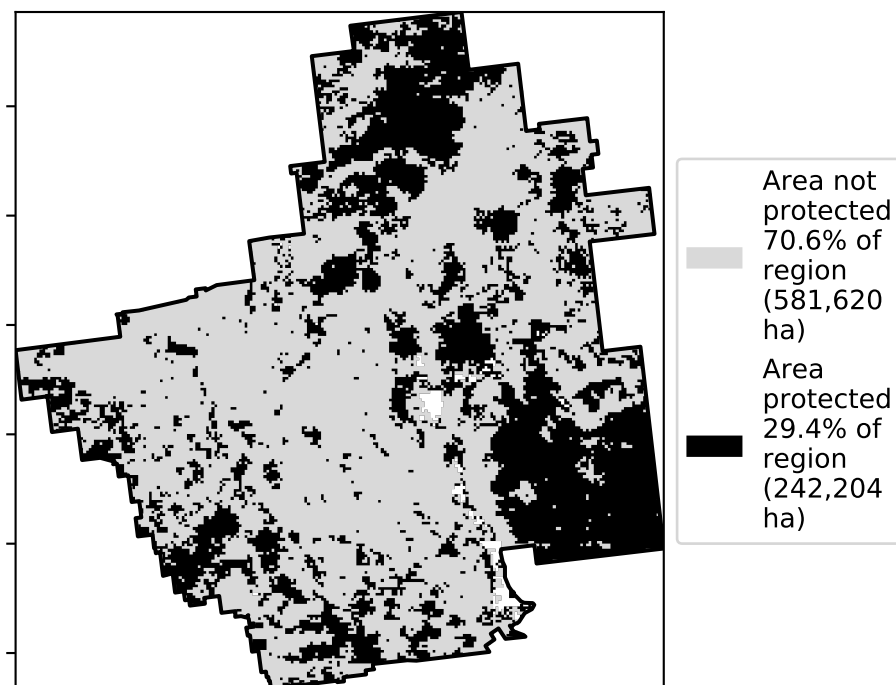 Area not
protected
70.6% of
region
(581,620
ha)
Area
protected
29.4% of
region
(242,204
ha)